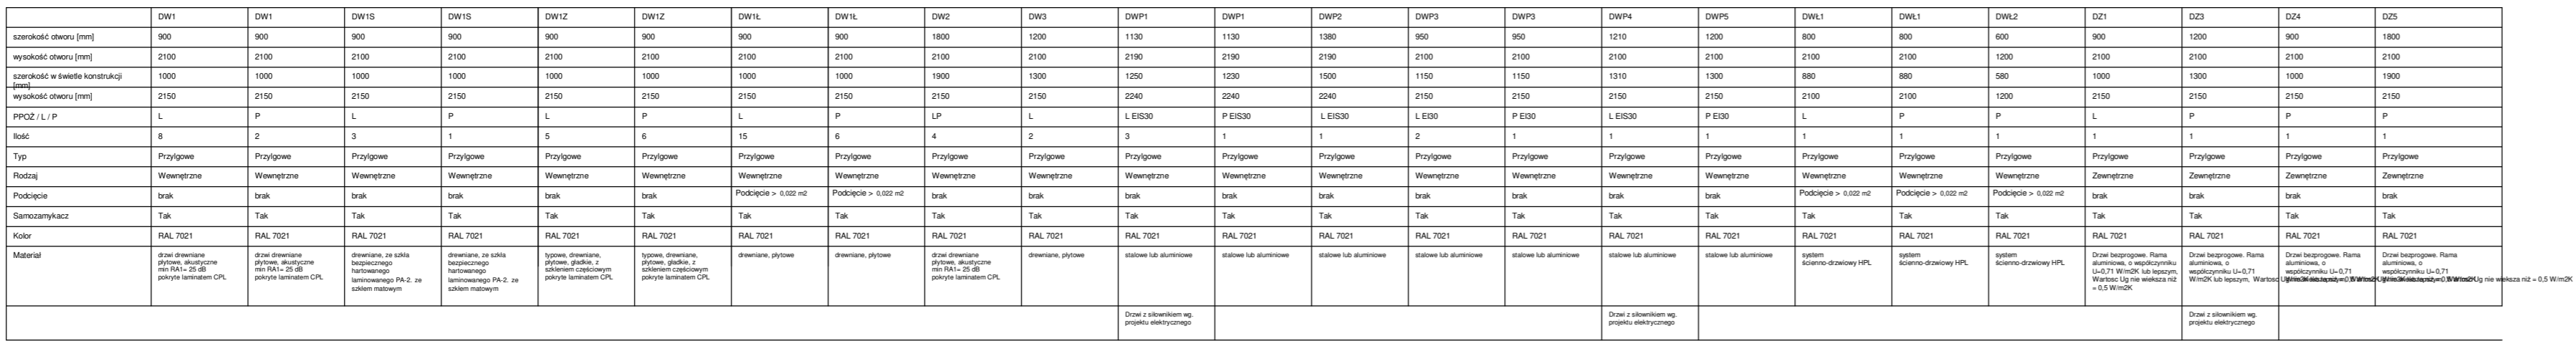 DW1 DW1 DW1S DW1S DW1Z DW1Z DW1Ł DW1Ł DW2 DW3 DWP1 DWP1 DWP2 DWP3 DWP3 DWP4 DWP5 DWŁ1 DWŁ1 DWŁ2 DZ1 DZ3 DZ4 DZ5
szerokość otworu [mm] 900 900 900 900 900 900 900 900 1800 1200 1130 1130 1380 950 950 1210 1200 800 800 600 900 1200 900 1800
wysokość otworu [mm] 2100 2100 2100 2100 2100 2100 2100 2100 2100 2100 2190 2190 2190 2100 2100 2100 2100 2100 2100 1200 2100 2100 2100 2100
szerokość w świetle konstrukcji 1000 1000 1000 1000 1000 1000 1000 1000 1900 1300 1250 1230 1500 1150 1150 1310 1300 880 880 580 1000 1300 1000 1900
[mm]
wysokość otworu [mm] 2150 2150 2150 2150 2150 2150 2150 2150 2150 2150 2240 2240 2240 2150 2150 2150 2150 2100 2100 1200 2150 2150 2150 2150
PPOŻ / L / P L P L P L P L P LP L L EIS30 P EIS30 L EIS30 L EI30 P EI30 L EIS30 P EI30 L P P L P P P
Ilość 8 2 3 1 5 6 15 6 4 2 3 1 1 2 1 1 1 1 1 1 1 1 1 1
Typ Przylgowe Przylgowe Przylgowe Przylgowe Przylgowe Przylgowe Przylgowe Przylgowe Przylgowe Przylgowe Przylgowe Przylgowe Przylgowe Przylgowe Przylgowe Przylgowe Przylgowe Przylgowe Przylgowe Przylgowe Przylgowe Przylgowe Przylgowe Przylgowe
Rodzaj Wewnętrzne Wewnętrzne Wewnętrzne Wewnętrzne Wewnętrzne Wewnętrzne Wewnętrzne Wewnętrzne Wewnętrzne Wewnętrzne Wewnętrzne Wewnętrzne Wewnętrzne Wewnętrzne Wewnętrzne Wewnętrzne Wewnętrzne Wewnętrzne Wewnętrzne Wewnętrzne Zewnętrzne Zewnętrzne Zewnętrzne Zewnętrzne
Podcięcie brak brak brak brak brak brak Podcięcie > 0,022 m2 Podcięcie > 0,022 m2 brak brak brak brak brak brak brak brak brak Podcięcie > 0,022 m2 Podcięcie > 0,022 m2 Podcięcie > 0,022 m2 brak brak brak brak
Samozamykacz Tak Tak Tak Tak Tak Tak Tak Tak Tak Tak Tak Tak Tak Tak Tak Tak Tak Tak Tak Tak Tak Tak Tak Tak
Kolor RAL 7021 RAL 7021 RAL 7021 RAL 7021 RAL 7021 RAL 7021 RAL 7021 RAL 7021 RAL 7021 RAL 7021 RAL 7021 RAL 7021 RAL 7021 RAL 7021 RAL 7021 RAL 7021 RAL 7021 RAL 7021 RAL 7021 RAL 7021 RAL 7021 RAL 7021 RAL 7021 RAL 7021
Materiał
drzwi drewniane
płytowe, akustyczne
min RA1= 25 dB
pokryte laminatem CPL
drzwi drewniane
płytowe, akustyczne
min RA1= 25 dB
pokryte laminatem CPL
drewniane, ze szkła
bezpiecznego
hartowanego
laminowanego PA-2. ze
szkłem matowym
drewniane, ze szkła
bezpiecznego
hartowanego
laminowanego PA-2. ze
szkłem matowym
typowe, drewniane,
płytowe, gładkie, z
szkleniem częściowym
pokryte laminatem CPL
typowe, drewniane,
płytowe, gładkie, z
szkleniem częściowym
pokryte laminatem CPL
drewniane, płytowe
drewniane, płytowe
drzwi drewniane
płytowe, akustyczne
min RA1= 25 dB
pokryte laminatem CPL
drewniane, płytowe
stalowe lub aluminiowe
stalowe lub aluminiowe
stalowe lub aluminiowe
stalowe lub aluminiowe
stalowe lub aluminiowe
stalowe lub aluminiowe
stalowe lub aluminiowe
system
ścienno-drzwiowy HPL
system
ścienno-drzwiowy HPL
system
ścienno-drzwiowy HPL
Drzwi bezprogowe. Rama
aluminiowa, o współczynniku
U=0,71 W/m2K lub lepszym,
Wartosc Ug nie wieksza niż
= 0,5 W/m2K
Drzwi bezprogowe. Rama
aluminiowa, o
współczynniku U=0,71
W/m2K lub lepszym, Wartosc
Drzwi bezprogowe. Rama
aluminiowa, o
współczynniku U=0,71
Drzwi bezprogowe. Rama
aluminiowa, o
współczynniku U=0,71
Ug nie wieksza niż = 0,5 W/m2K
Drzwi z siłownikiem wg.
projektu elektrycznego
Drzwi z siłownikiem wg.
projektu elektrycznego
Drzwi z siłownikiem wg.
projektu elektrycznego